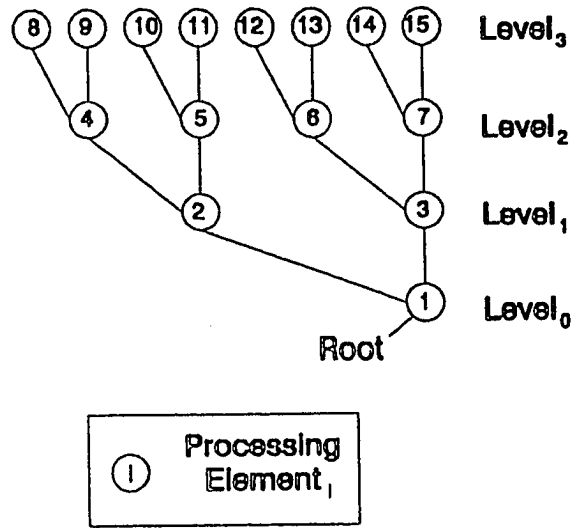 8 9 10 11 12 13 14 15 Level₃
4 5 6 7 Level₂
2 3 Level₁
1 Level₀
Root
Processing
I Element_I